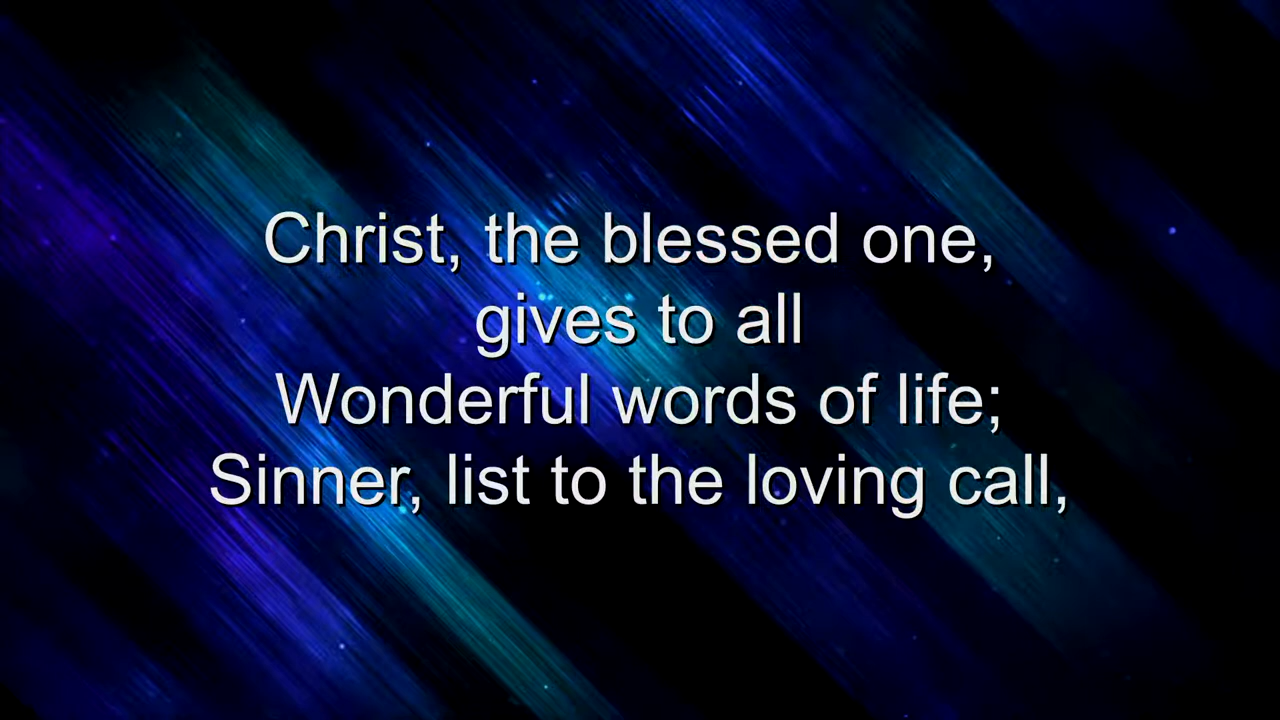 Christ, the blessed one,
gives to all
Wonderful words of life;
Sinner, list to the loving call,